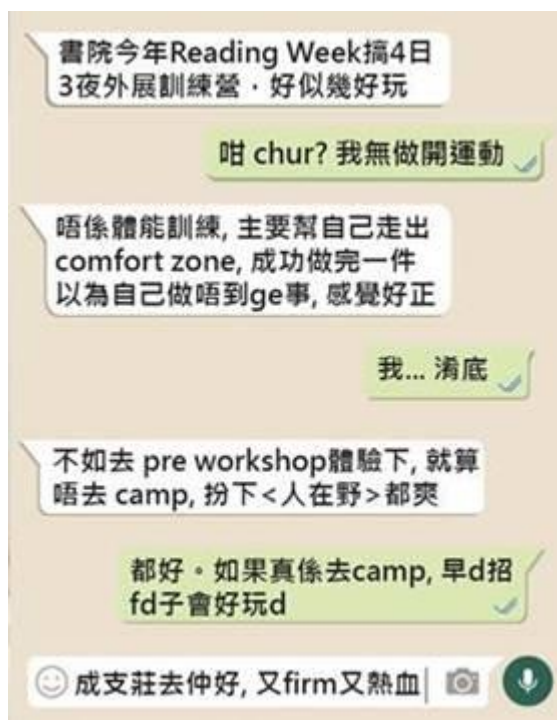 書院今年Reading Week搞4日
3夜外展訓練營，好似幾好玩
咁 chur? 我無做開運動
唔係體能訓練, 主要幫自己走出
comfort zone, 成功做完一件
以為自己做唔到ge事, 感覺好正
我... 淆底
不如去 pre workshop體驗下, 就算
唔去 camp, 扮下<人在野>都爽
都好。如果真係去camp, 早d招
fd子會好玩d
成支莊去仲好, 又firm又熱血